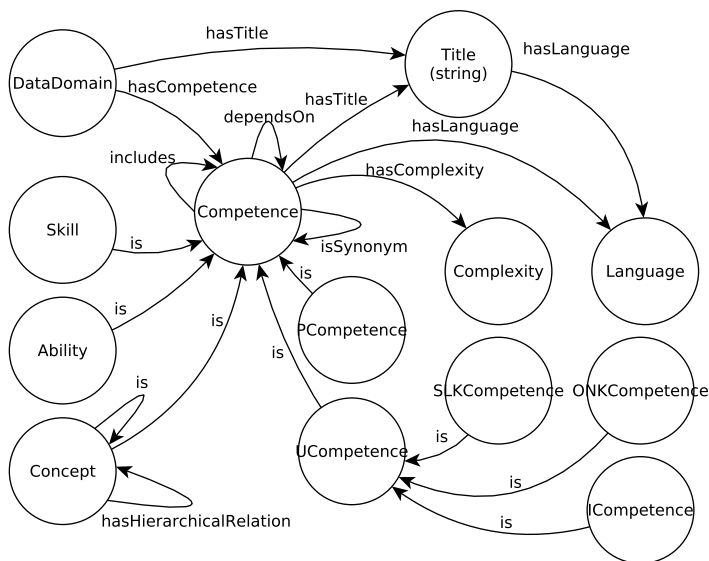 hasTitle
Title
(string)
hasLanguage
DataDomain
hasCompetence
hasTitle
dependsOn
hasLanguage
includes
hasComplexity
Competence
Skill
is
isSynonym
Complexity
Language
is
is
is
PCompetence
Ability
is
is
SLKCompetence
ONKCompetence
is
UCompetence
Concept
is
hasHierarchicalRelation
is
ICompetence